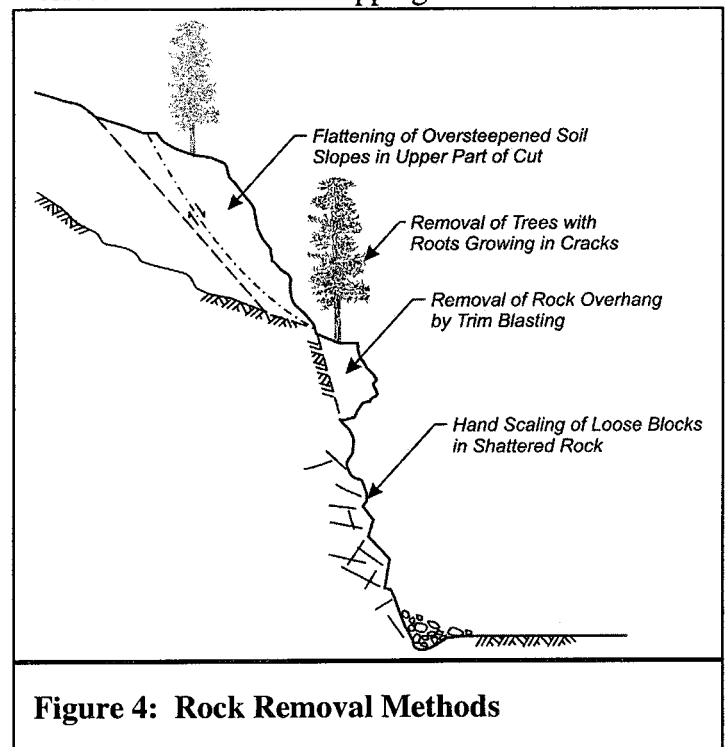 pping
Flattening of Oversteepened Soil
Slopes in Upper Part of Cut
Removal of Trees with
Roots Growing in Cracks
Removal of Rock Overhang
by Trim Blasting
Hand Scaling of Loose Blocks
in Shattered Rock
Figure 4: Rock Removal Methods